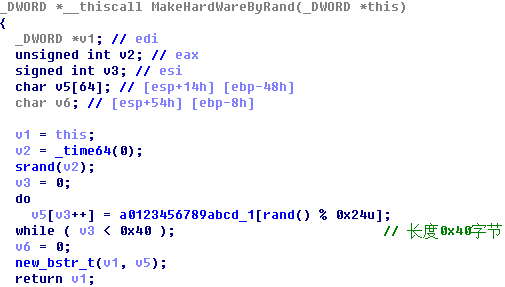 _DWORD *__thiscall MakeHardWareByRand(_DWORD *this)
{
_DWORD *v1; // edi
unsigned int v2; // eax
signed int v3; // esi
char v5[64]; // [esp+14h] [ebp-48h]
char v6; // [esp+54h] [ebp-8h]
v1 = this;
v2 = _time64(0);
srand(v2);
v3 = 0;
do
v5[v3++] = a0123456789abcd_1[rand() % 0x24u];
while ( v3 < 0x40 ); // 长度0x40字节
v6 = 0;
new_bstr_t(v1, v5);
return v1;